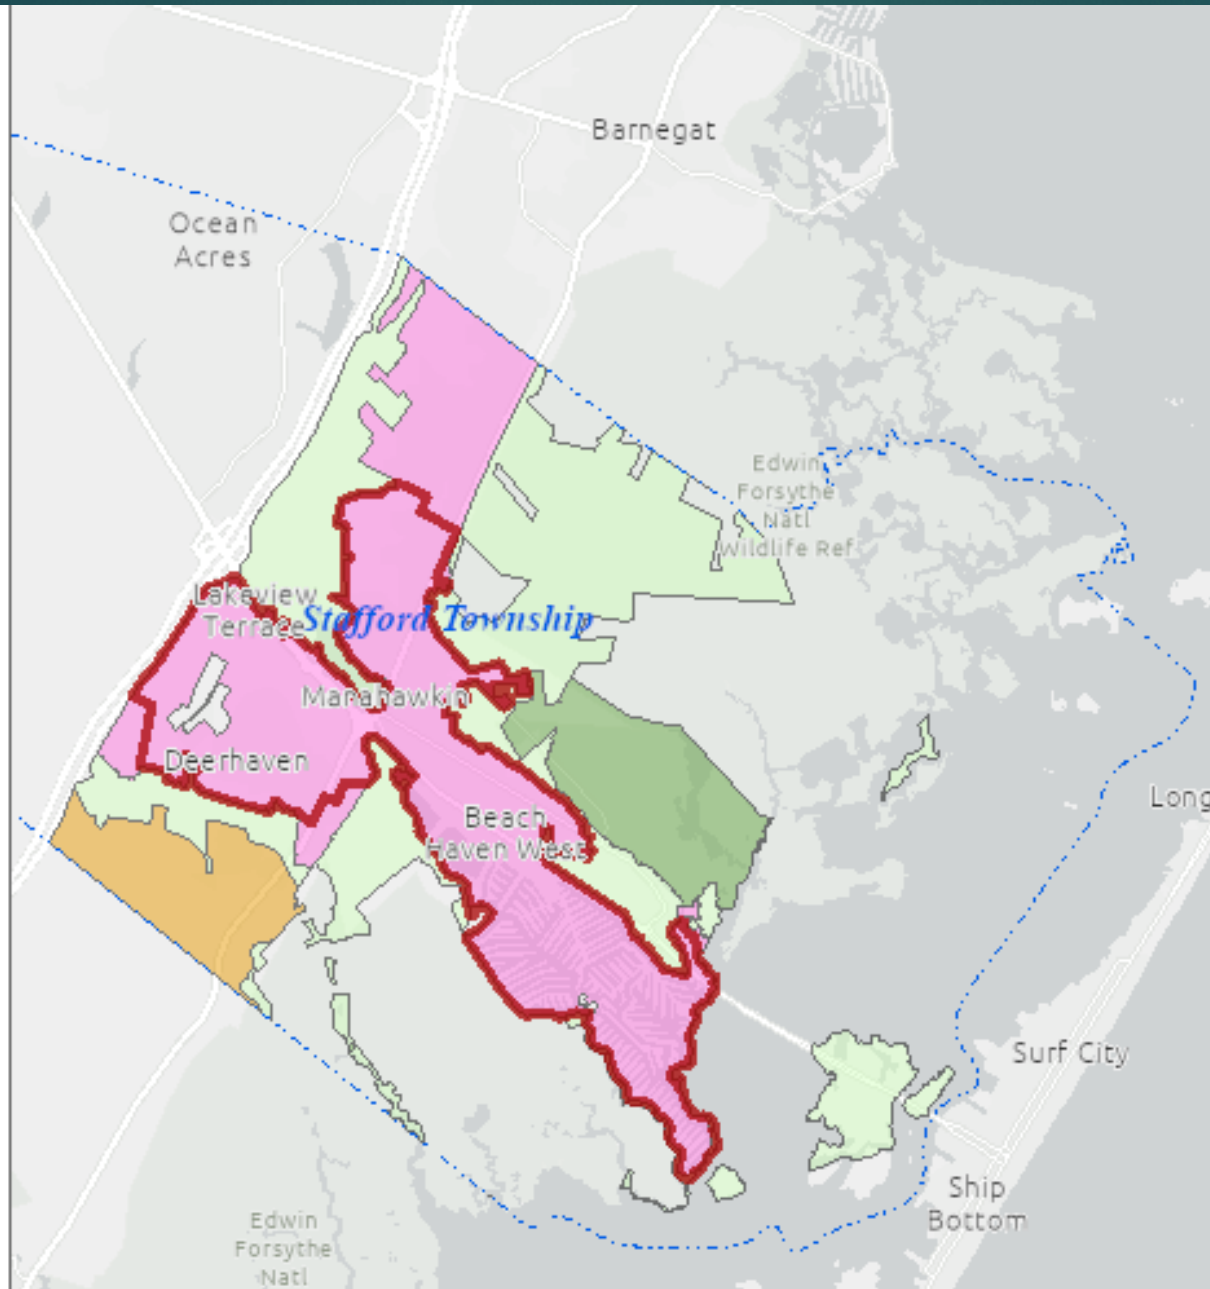 Barnegat
Ocean
Acres
Edwin
Forsythe
Natl
Wildlife Ref
Lakeview
Terrace
Stafford Township
Manahawkin
Deerhaven
Long
Beach
Haven West
Surf City
Ship
Bottom
Edwin
Forsythe
Natl